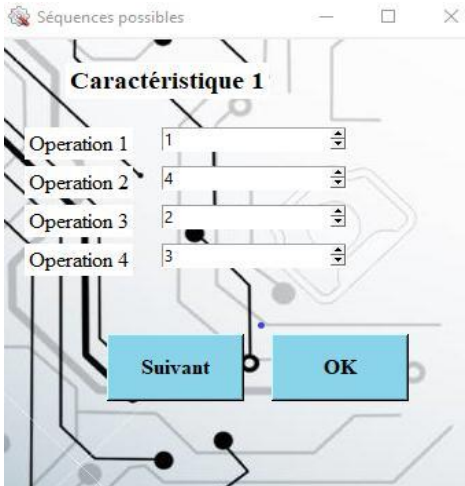 Séquences possibles
Caractéristique 1
Operation 1 1
Operation 2 4
Operation 3 2
Operation 4 3
Suivant OK